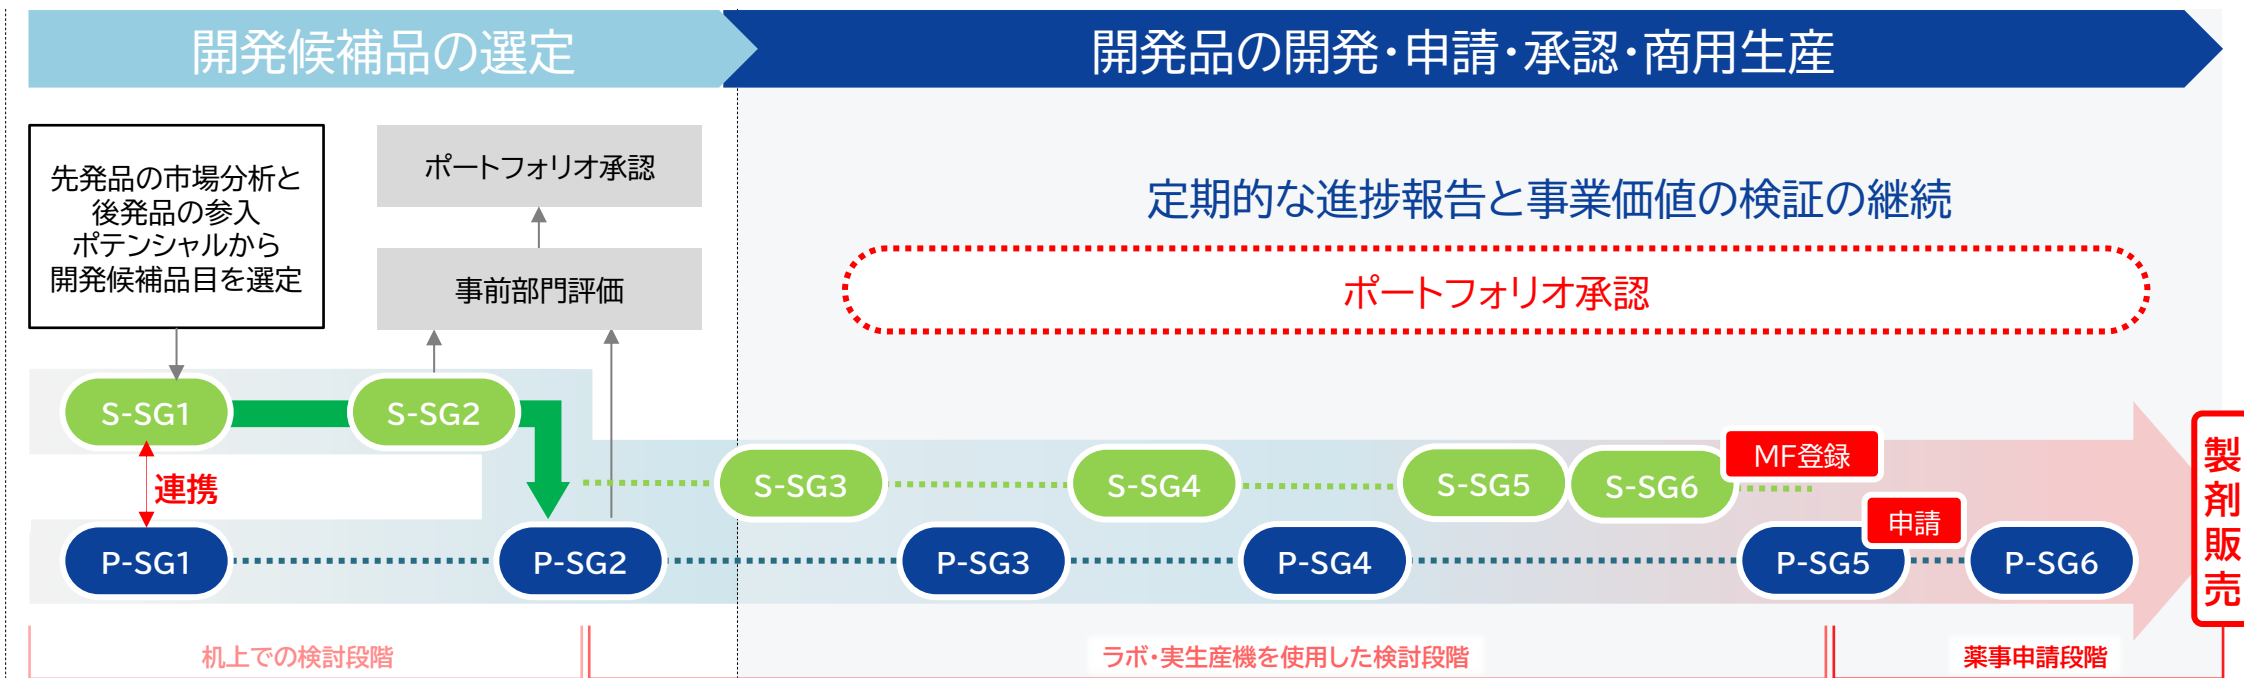 開発候補品の選定
開発品の開発・申請・承認・商用生産
先発品の市場分析と
後発品の参入
ポテンシャルから
開発候補品目を選定
ポートフォリオ承認
事前部門評価
定期的な進捗報告と事業価値の検証の継続
ポートフォリオ承認
S-SG1
S-SG2
連携
S-SG3
S-SG4
S-SG5
S-SG6
MF登録
申請
P-SG1
P-SG2
P-SG3
P-SG4
P-SG5
P-SG6
製剤販売
机上での検討段階
ラボ・実生産機を使用した検討段階
薬事申請段階